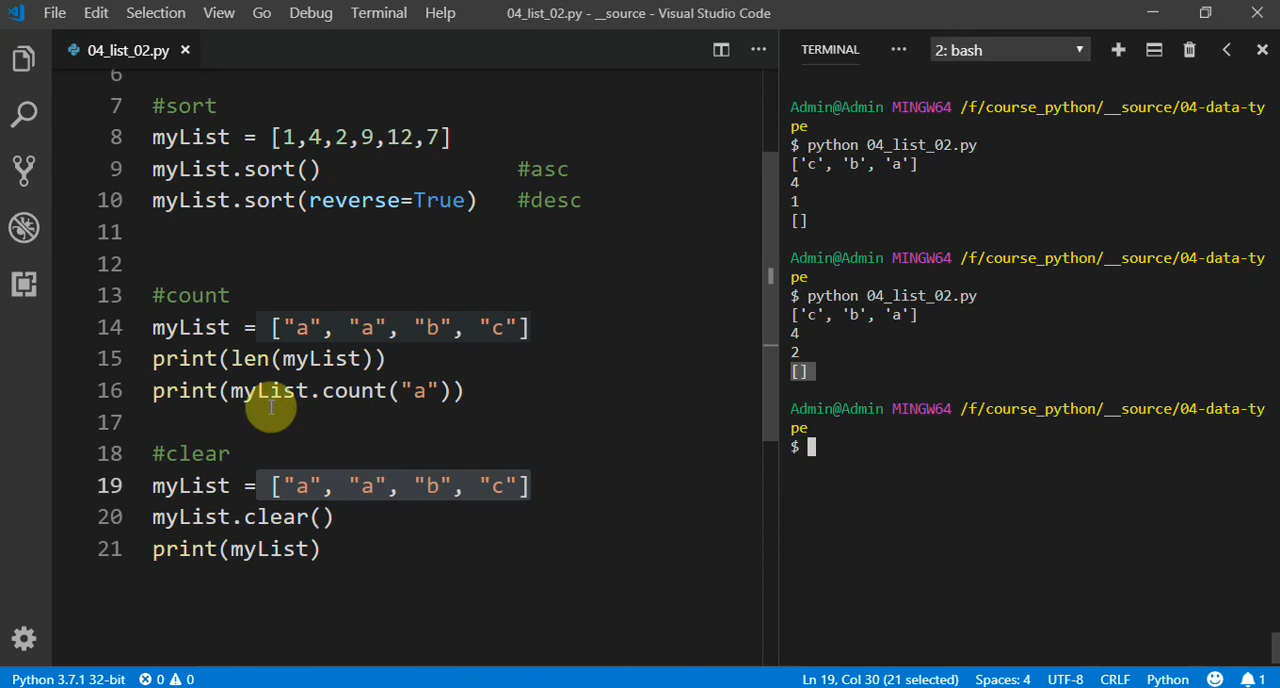 File Edit Selection View Go Debug Terminal Help 04_list_02.py - __source - Visual Studio Code
04_list_02.py
TERMINAL 2: bash
6
7 #sort
8 myList = [1,4,2,9,12,7]
9 myList.sort() #asc
10 myList.sort(reverse=True) #desc
11
12
13 #count
14 myList = ["a", "a", "b", "c"]
15 print(len(myList))
16 print(myList.count("a"))
17
18 #clear
19 myList = ["a", "a", "b", "c"]
20 myList.clear()
21 print(myList)
Admin@Admin MINGW64 /f/course_python/__source/04-data-ty
pe
$ python 04_list_02.py
['c', 'b', 'a']
4
1
[]
Admin@Admin MINGW64 /f/course_python/__source/04-data-ty
pe
$ python 04_list_02.py
['c', 'b', 'a']
4
2
[]
Admin@Admin MINGW64 /f/course_python/__source/04-data-ty
pe
$
Python 3.7.1 32-bit 0 0 Ln 19, Col 30 (21 selected) Spaces: 4 UTF-8 CRLF Python 1